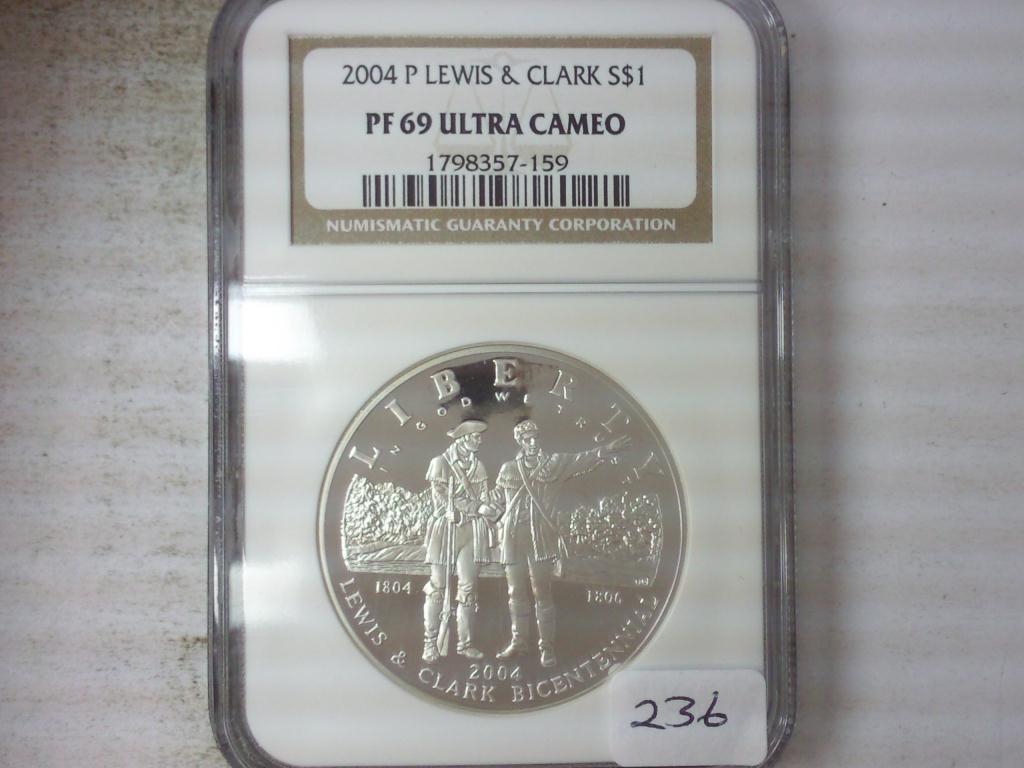 2004 P LEWIS & CLARK S$1
PF 69 ULTRA CAMEO
1798357-159
NUMISMATIC GUARANTY CORPORATION
LIBERTY
IN GOD WE TRUST
1804
1806
2004
LEWIS & CLARK BICENTENNIAL
236